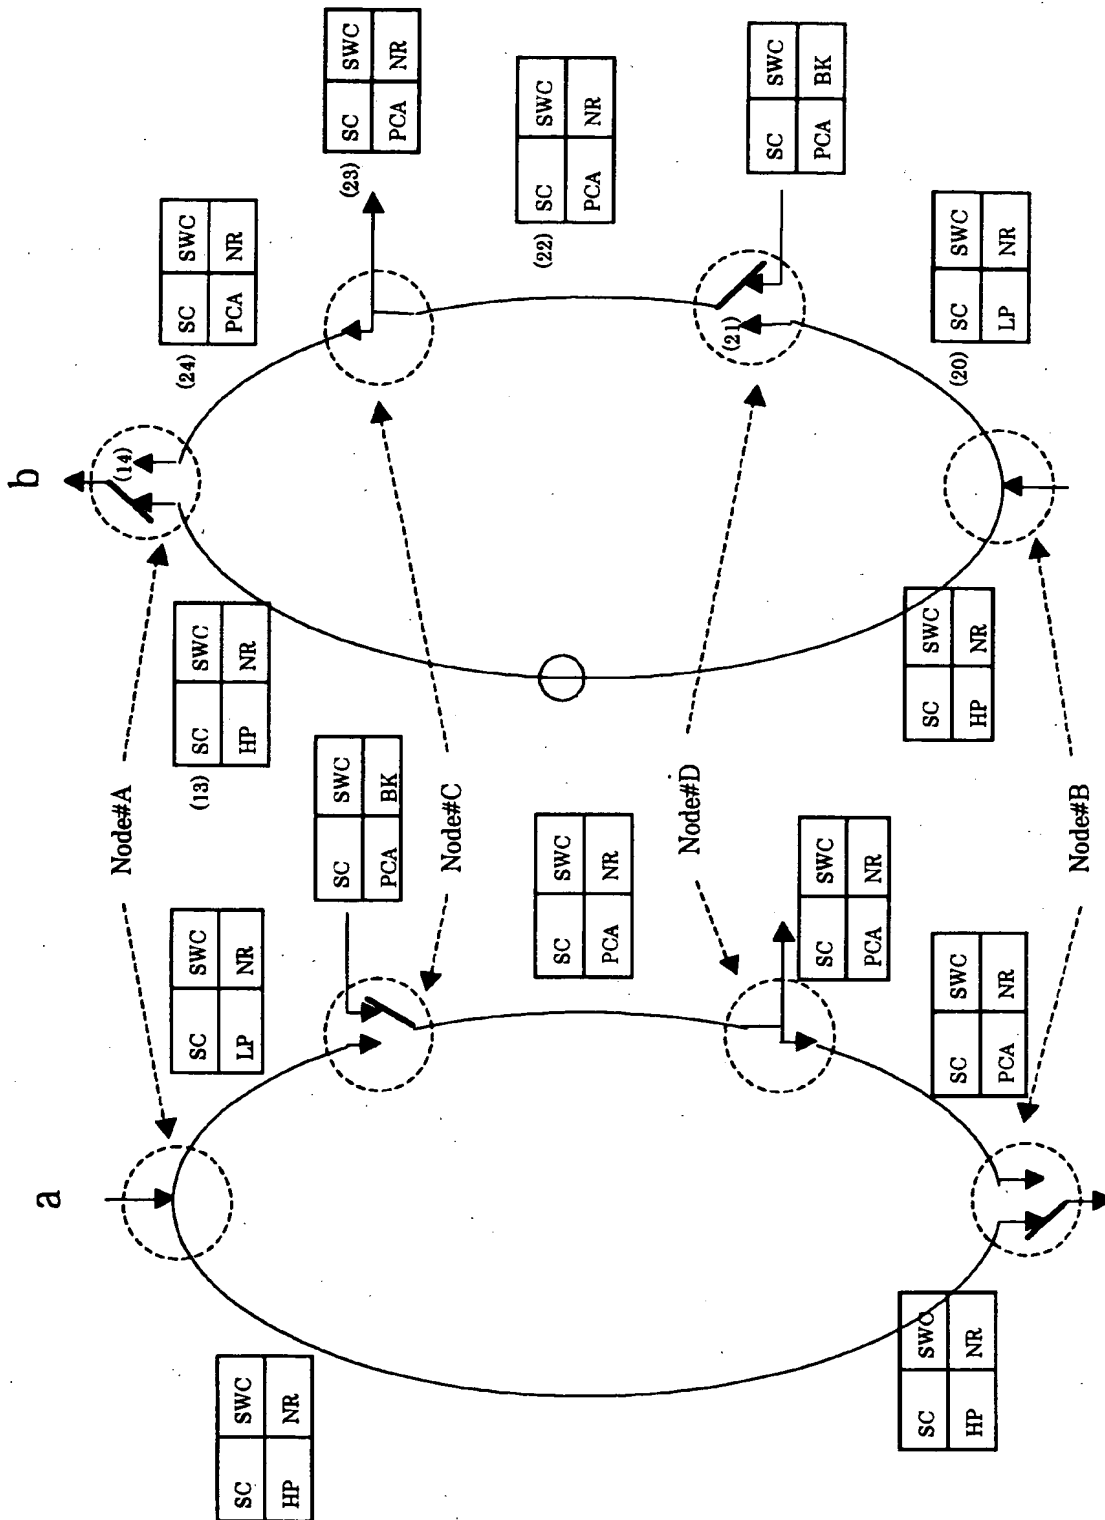 a
b
Node#A
(14)
SC SWC
HP NR
SC SWC
LP NR
(13)
SC SWC
HP NR
(24)
SC SWC
PCA NR
SC SWC
PCA BK
(23)
SC SWC
PCA NR
Node#C
SC SWC
PCA NR
(22)
SC SWC
PCA NR
Node#D
(21)
SC SWC
PCA NR
SC SWC
PCA BK
SC SWC
HP NR
SC SWC
PCA NR
SC SWC
HP NR
(20)
SC SWC
LP NR
Node#B